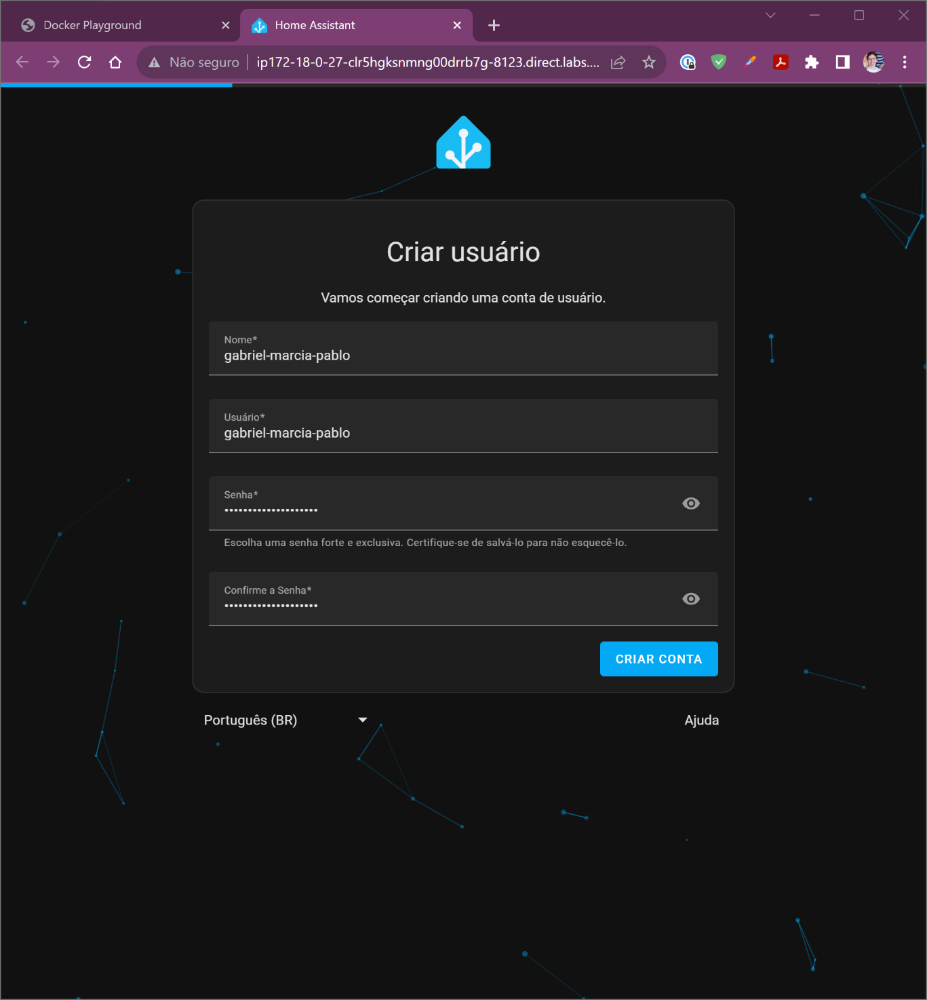 Docker Playground
Home Assistant
Não seguro
ip172-18-0-27-clr5hgksnmng00drrb7g-8123.direct.labs....
Criar usuário
Vamos começar criando uma conta de usuário.
Nome*
gabriel-marcia-pablo
Usuário*
gabriel-marcia-pablo
Senha*
••••••••••••••••••••
Escolha uma senha forte e exclusiva. Certifique-se de salvá-lo para não esquecê-lo.
Confirme a Senha*
••••••••••••••••••••
CRIAR CONTA
Português (BR)
Ajuda